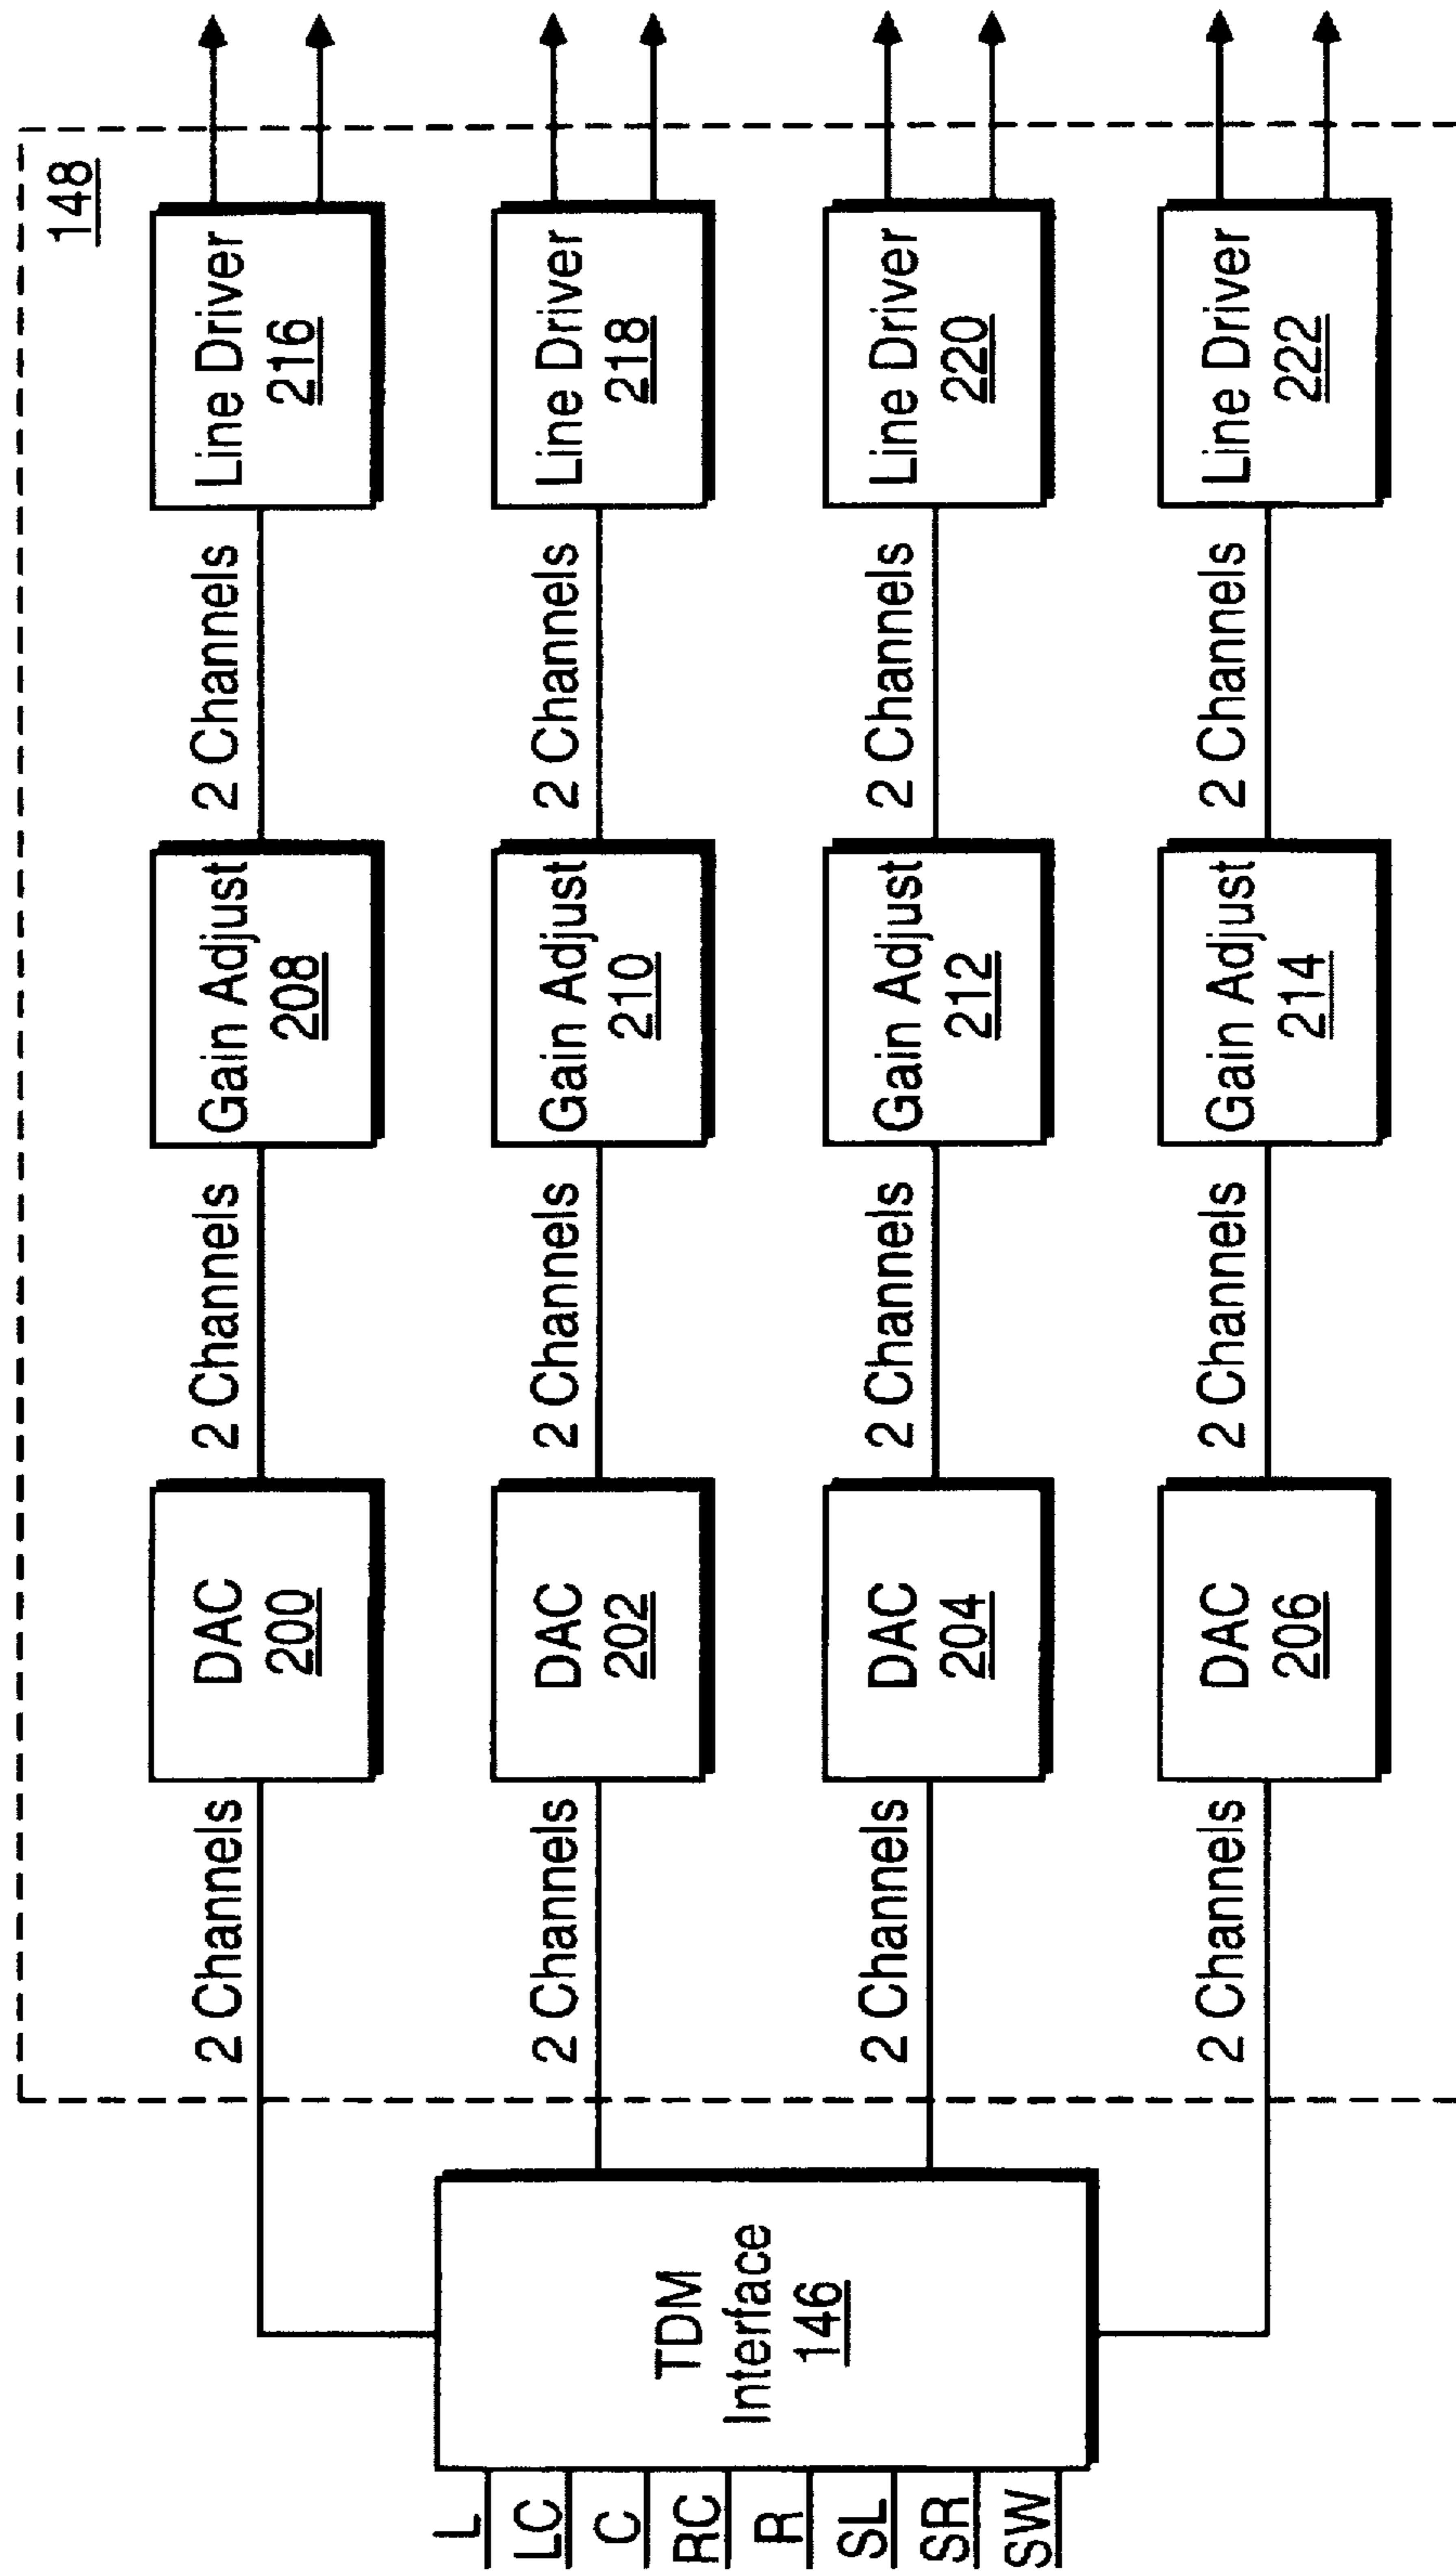 148
L
LC
C
RC
R
SL
SR
SW
TDM
Interface
146
2 Channels
DAC
200
2 Channels
Gain Adjust
208
2 Channels
Line Driver
216
2 Channels
DAC
202
2 Channels
Gain Adjust
210
2 Channels
Line Driver
218
2 Channels
DAC
204
2 Channels
Gain Adjust
212
2 Channels
Line Driver
220
2 Channels
DAC
206
2 Channels
Gain Adjust
214
2 Channels
Line Driver
222